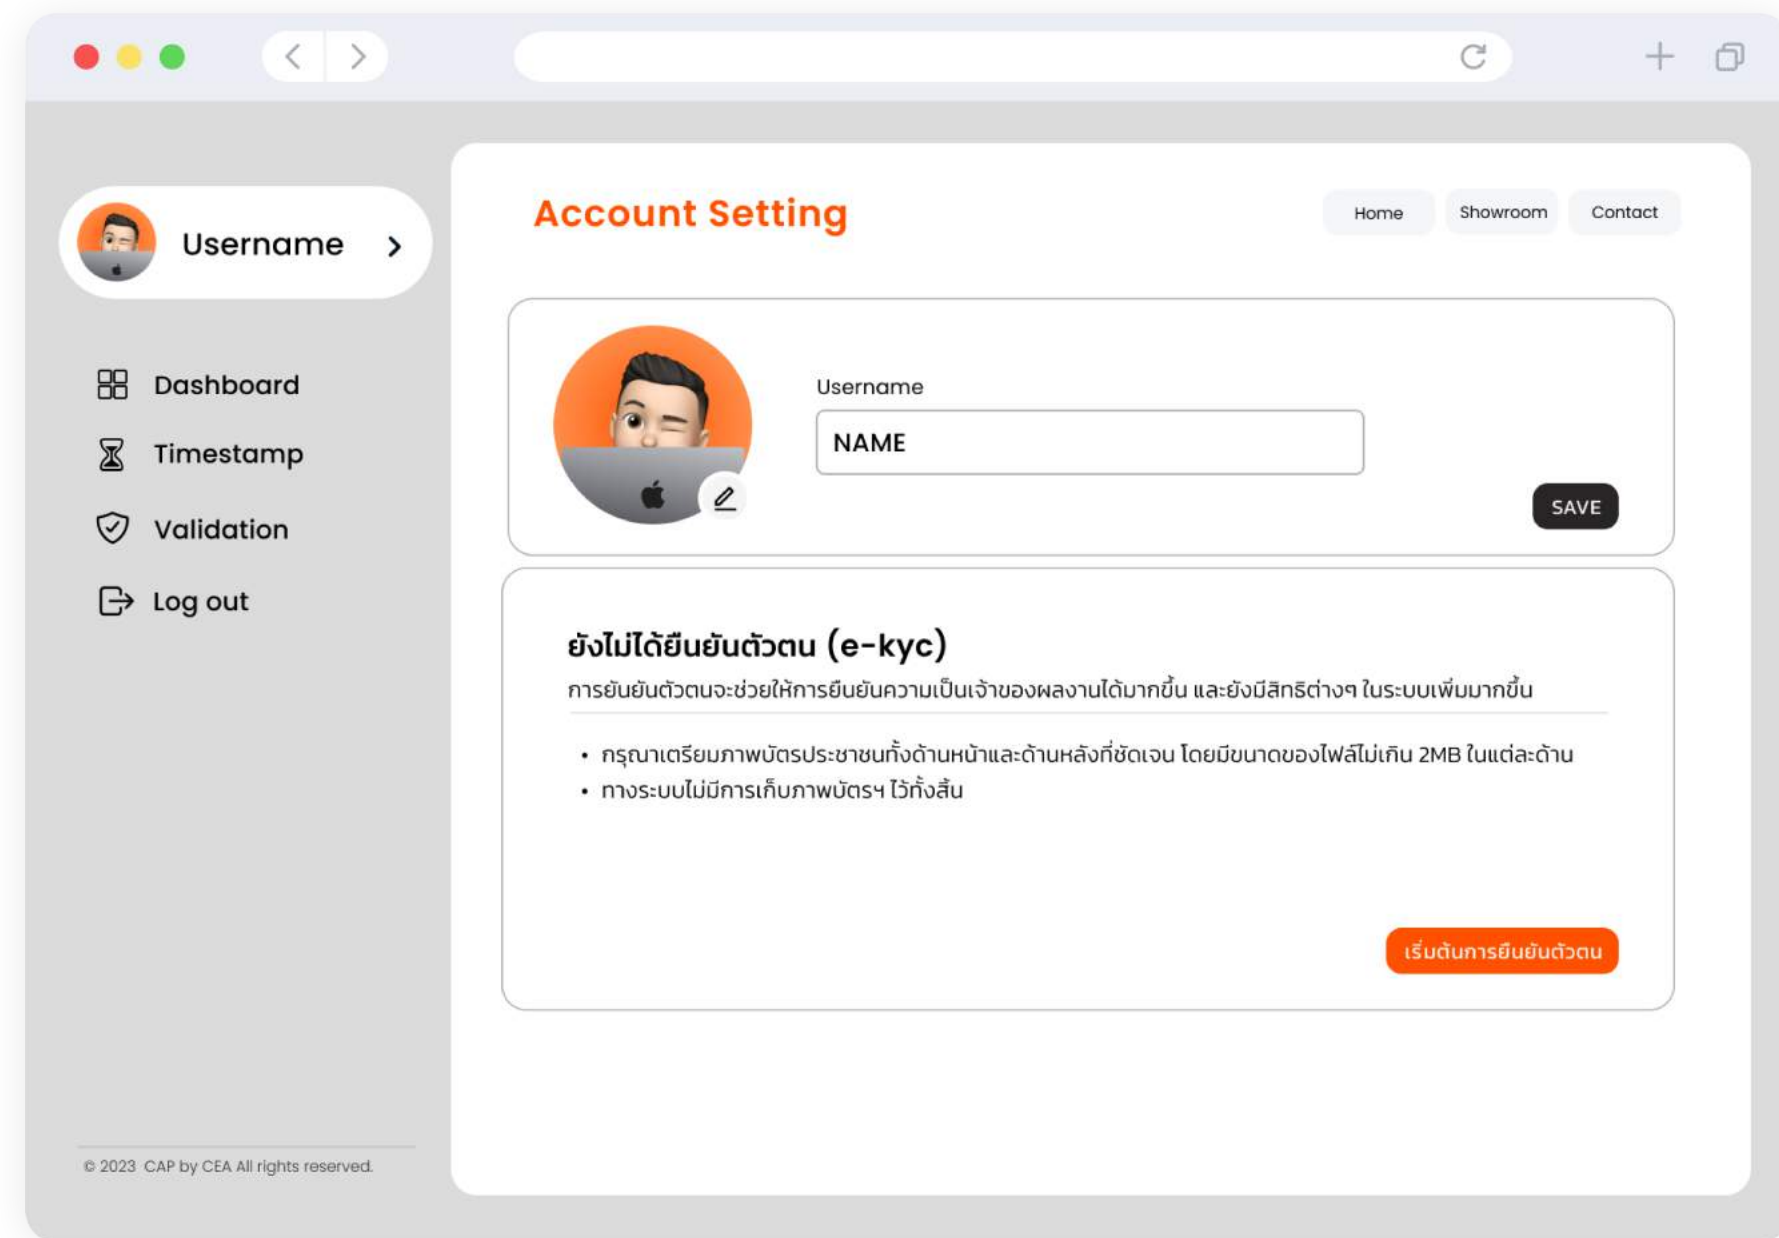 Username
Dashboard
Timestamp
Validation
Log out
© 2023 CAP by CEA All rights reserved.
Account Setting
Home
Showroom
Contact
Username
NAME
SAVE
ยังไม่ได้ยืนยันตัวตน (e-kyc)
การยันยันตัวตนจะช่วยให้การยืนยันความเป็นเจ้าของผลงานได้มากขึ้น และยังมีสิทธิต่างๆ ในระบบเพิ่มมากขึ้น
• กรุณาเตรียมภาพบัตรประชาชนทั้งด้านหน้าและด้านหลังที่ชัดเจน โดยมีขนาดของไฟล์ไม่เกิน 2MB ในแต่ละด้าน
• ทางระบบไม่มีการเก็บภาพบัตรฯ ไว้ทั้งสิ้น
เริ่มต้นการยืนยันตัวตน